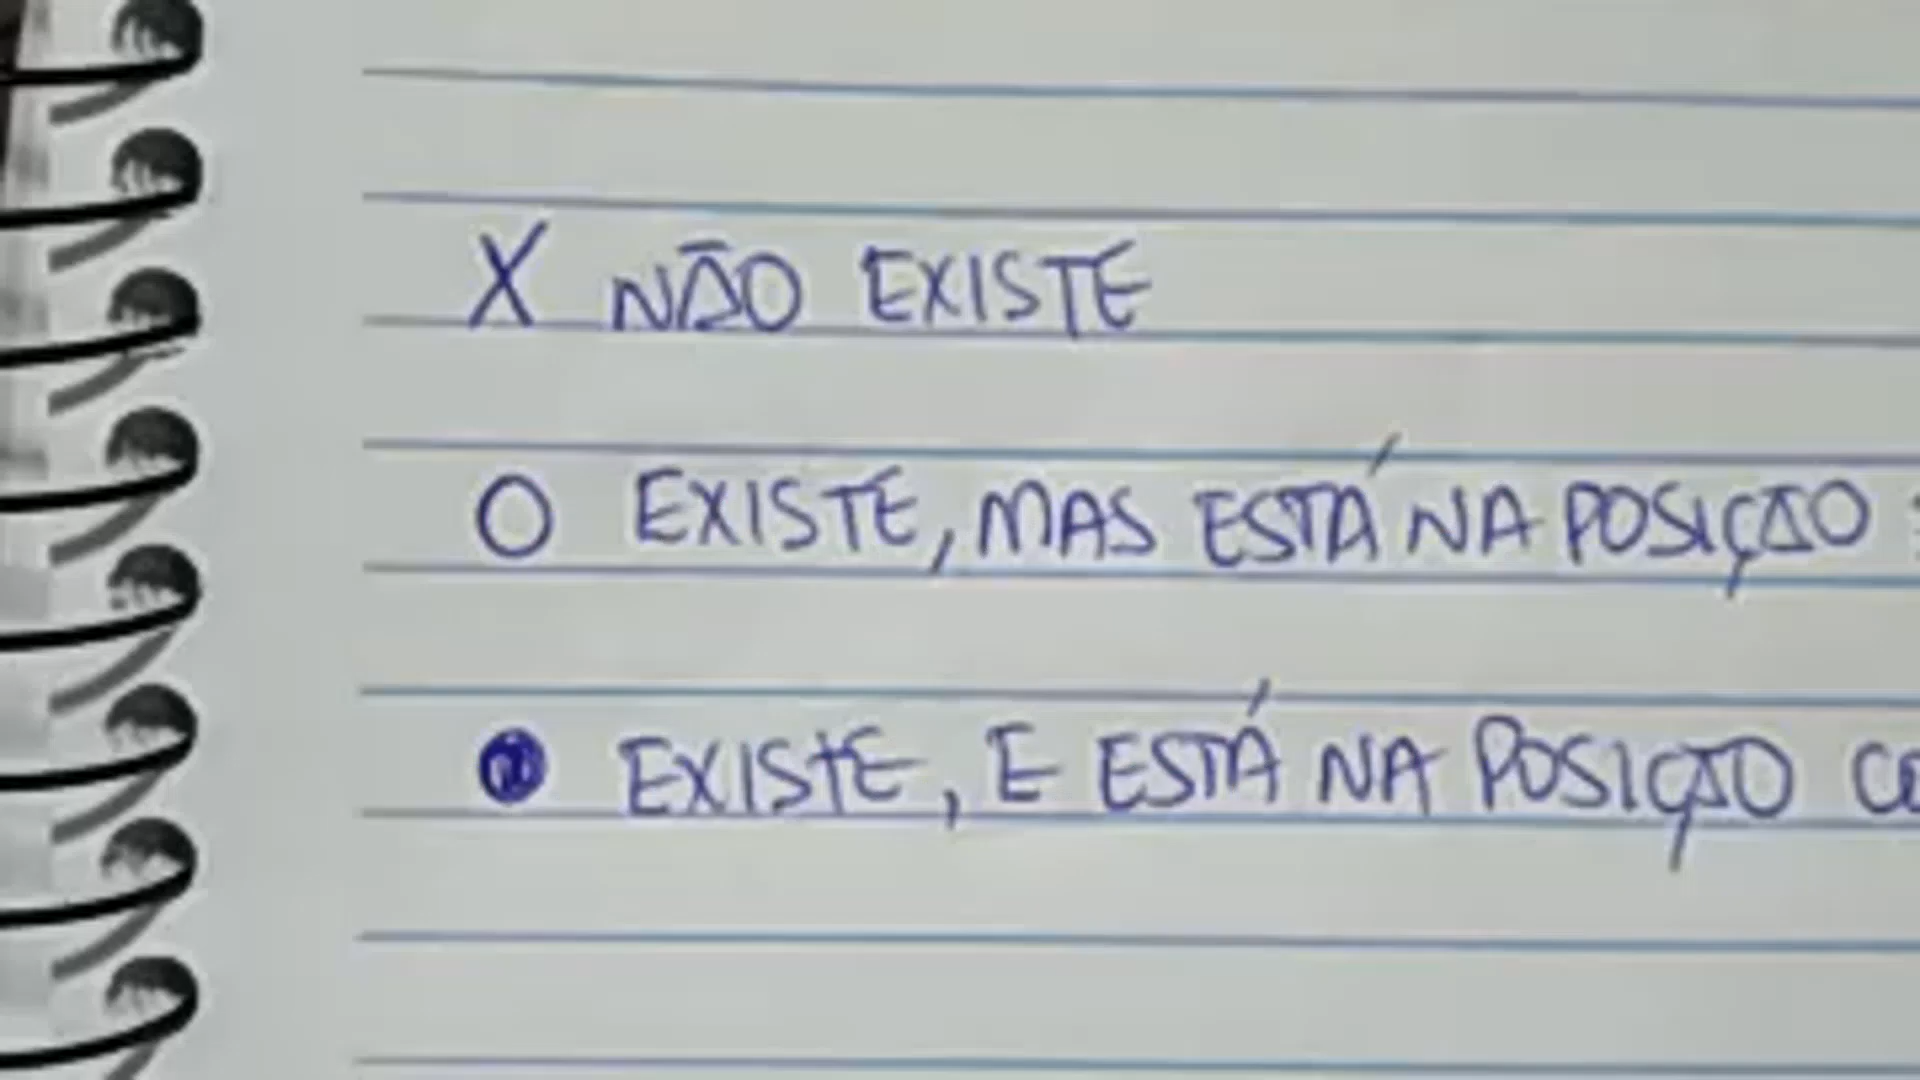 X NÃO EXISTE
O EXISTE, MAS ESTÁ NA POSIÇÃO
● EXISTE, E ESTÁ NA POSIÇÃO